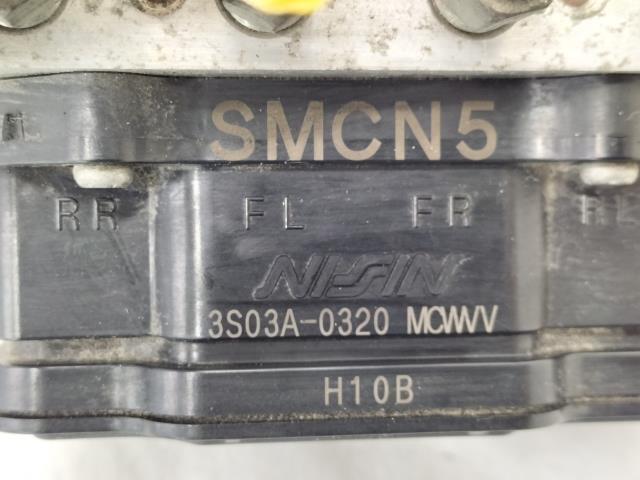 SMCN5
RR FL FR RL
NISSIN
3S03A-0320 MCWVV
H10B